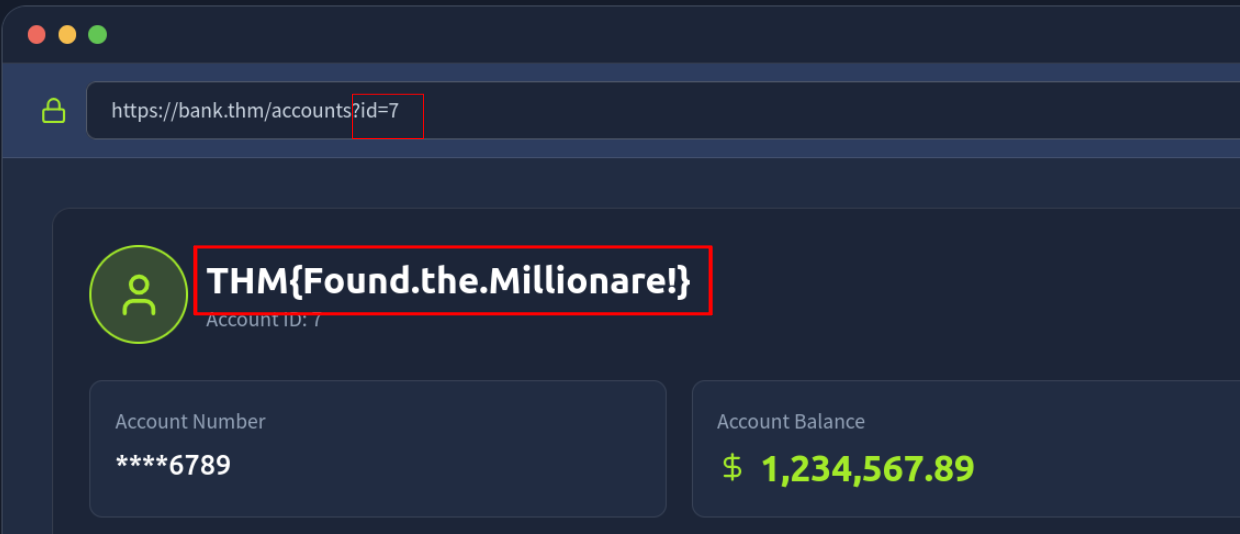 https://bank.thm/accounts?id=7
THM{Found.the.Millionare!}
Account ID: 7
Account Number
****6789
Account Balance
$ 1,234,567.89